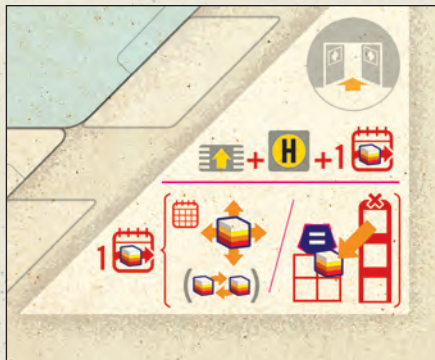 + H +1
1
=